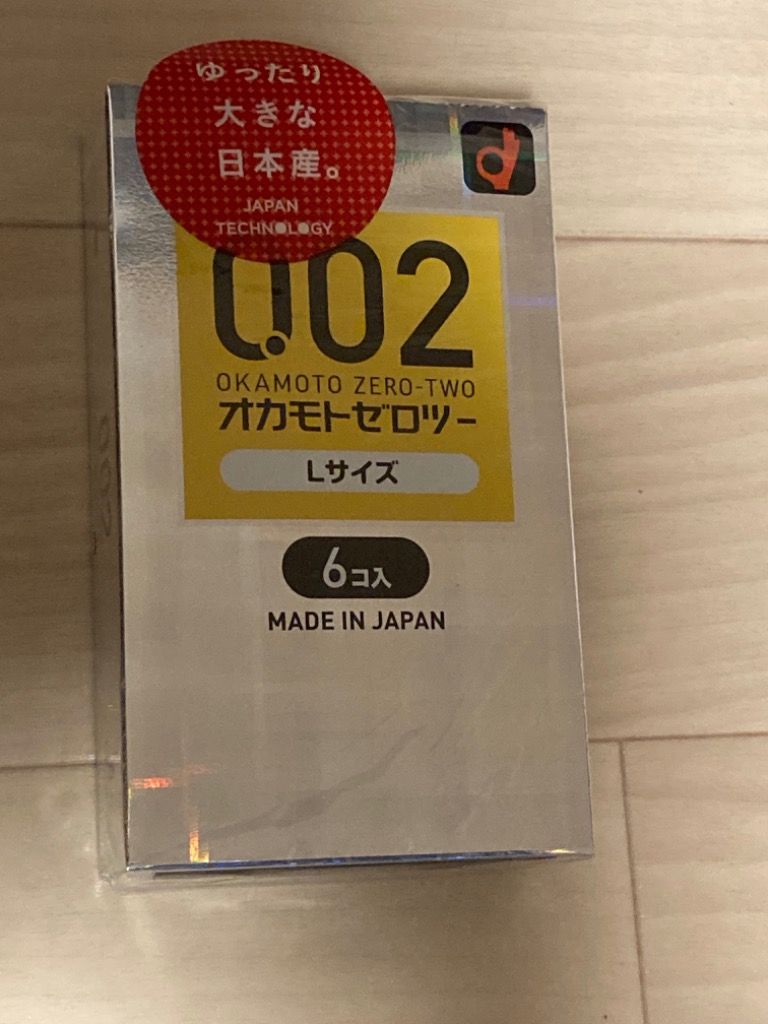 ゆったり
大きな
日本産。
JAPAN
TECHNOLOGY
0.02
OKAMOTO ZERO-TWO
オカモトゼロツー
Lサイズ
6コ入
MADE IN JAPAN